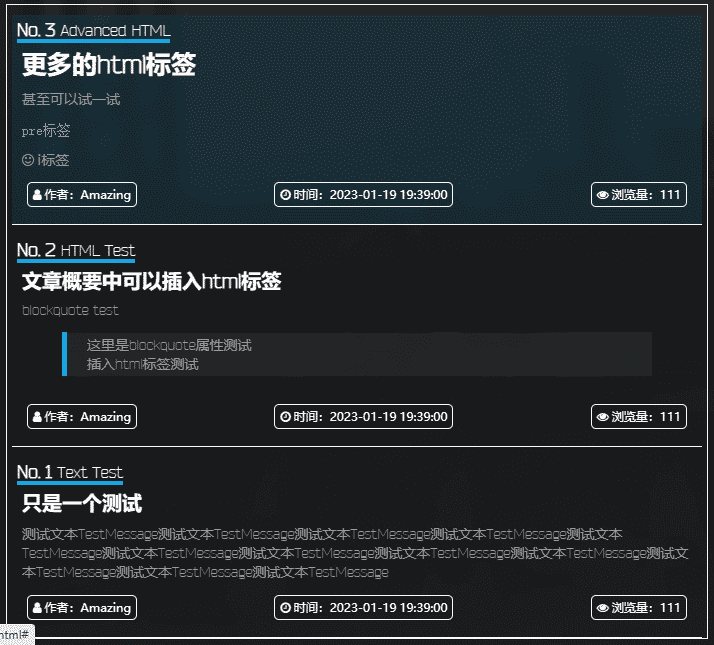 No. 3 Advanced HTML
更多的html标签
甚至可以试一试
pre标签
i标签
作者：Amazing 时间：2023-01-19 19:39:00 浏览量：111
No. 2 HTML Test
文章概要中可以插入html标签
blockquote test
这里是blockquote属性测试
插入html标签测试
作者：Amazing 时间：2023-01-19 19:39:00 浏览量：111
No. 1 Text Test
只是一个测试
测试文本TestMessage测试文本TestMessage测试文本TestMessage测试文本TestMessage测试文本
TestMessage测试文本TestMessage测试文本TestMessage测试文本TestMessage测试文本TestMessage测试文
本TestMessage测试文本TestMessage测试文本TestMessage
作者：Amazing 时间：2023-01-19 19:39:00 浏览量：111
html#